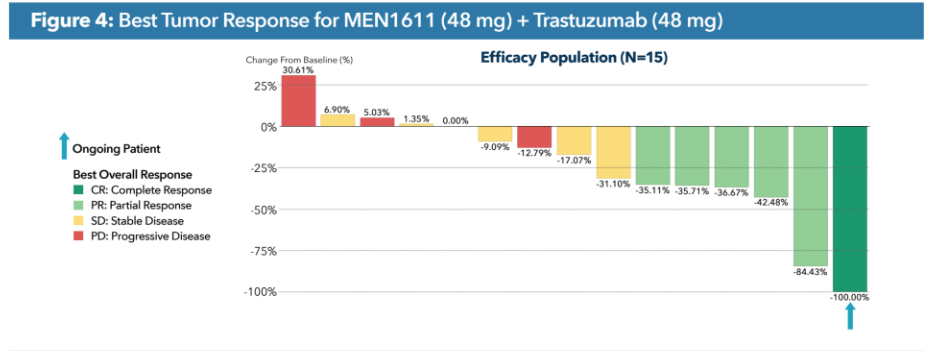 Figure 4: Best Tumor Response for MEN1611 (48 mg) + Trastuzumab (48 mg)
Efficacy Population (N=15)
Change From Baseline (%)
30.61%
6.90%
5.03%
1.35%
0.00%
-9.09%
-12.79%
-17.07%
-31.10%
-35.11%
-35.71%
-36.67%
-42.48%
-84.43%
-100.00%
25%
0%
-25%
-50%
-75%
-100%
Ongoing Patient
Best Overall Response
CR: Complete Response
PR: Partial Response
SD: Stable Disease
PD: Progressive Disease